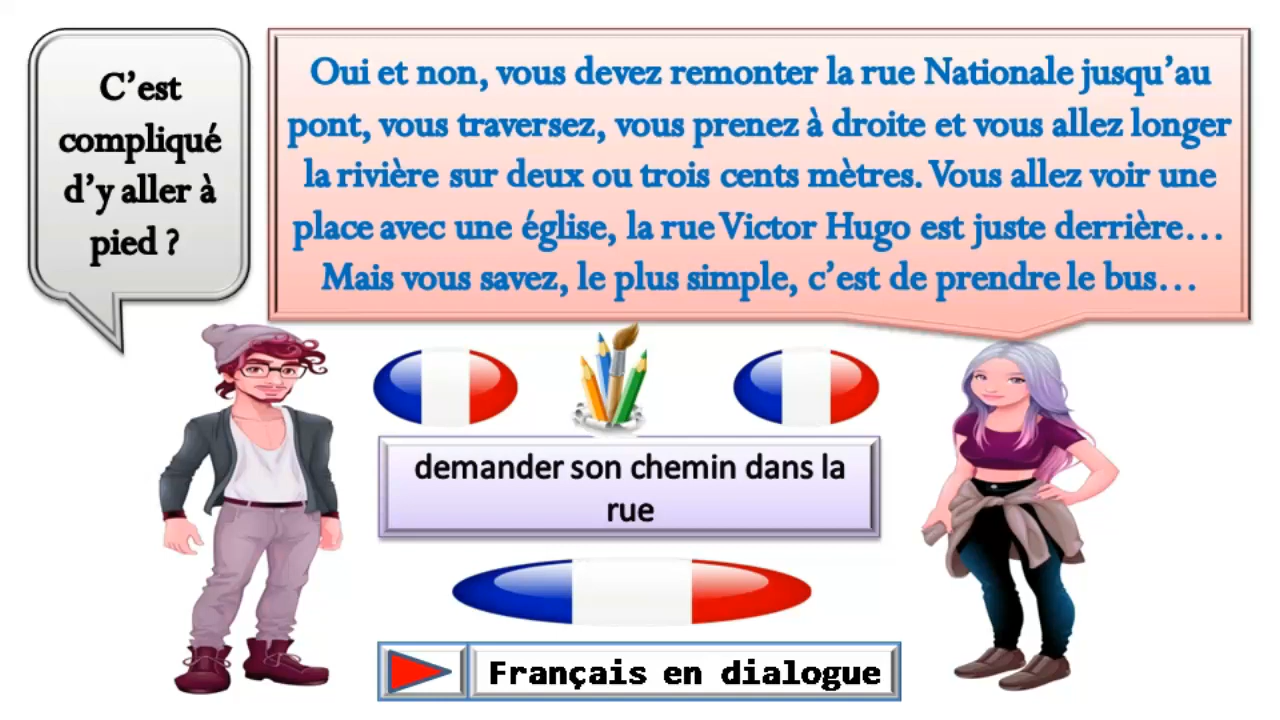 C’est
compliqué
d’y aller à
pied ?
Oui et non, vous devez remonter la rue Nationale jusqu’au
pont, vous traversez, vous prenez à droite et vous allez longer
la rivière sur deux ou trois cents mètres. Vous allez voir une
place avec une église, la rue Victor Hugo est juste derrière…
Mais vous savez, le plus simple, c’est de prendre le bus…
demander son chemin dans la
rue
Français en dialogue